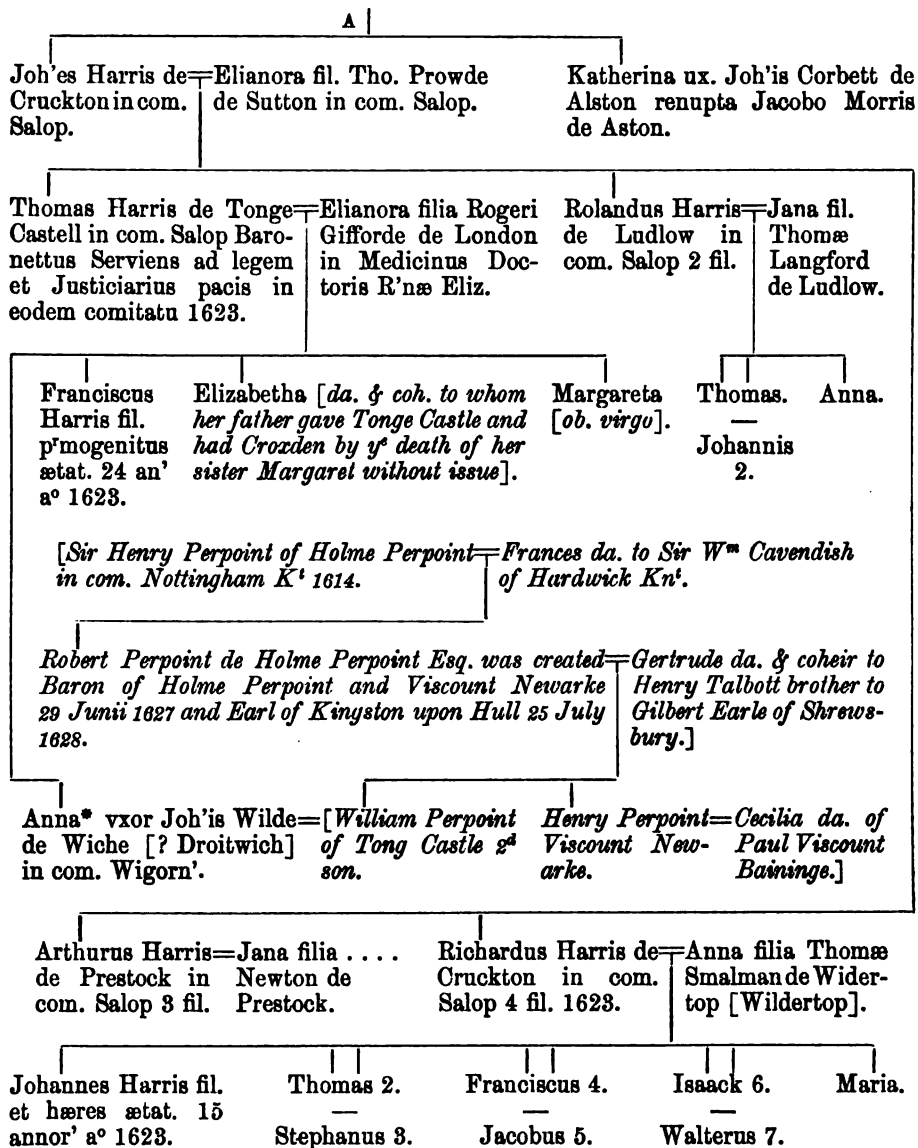 A
Joh'es Harris de=Elianora fil. Tho. Prowde
Cruckton in com. de Sutton in com. Salop.
Salop.
Katherina ux. Joh'is Corbett de
Alston renupta Jacobo Morris
de Aston.
Thomas Harris de Tonge=Elianora filia Rogeri
Castell in com. Salop Baro- Gifforde de London
nettus Serviens ad legem in Medicinus Doc-
et Justiciarius pacis in toris R'næ Eliz.
eodem comitatu 1623.
Rolandus Harris=Jana fil.
de Ludlow in Thomæ
com. Salop 2 fil. Langford
de Ludlow.
Franciscus
Harris fil.
pʳmogenitus
ætat. 24 an'
aº 1623.
Elizabetha [da. & coh. to whom
her father gave Tonge Castle and
had Croxden by yᵉ death of her
sister Margaret without issue].
Margareta
[ob. virgo].
Thomas.
—
Johannis
2.
Anna.
[Sir Henry Perpoint of Holme Perpoint=Frances da. to Sir Wᵐ Cavendish
in com. Nottingham Kᵗ 1614. of Hardwick Knᵗ.
Robert Perpoint de Holme Perpoint Esq. was created=Gertrude da. & coheir to
Baron of Holme Perpoint and Viscount Newarke Henry Talbott brother to
29 Junii 1627 and Earl of Kingston upon Hull 25 July Gilbert Earle of Shrews-
1628. bury.]
Anna* vxor Joh'is Wilde=[William Perpoint
de Wiche [? Droitwich] of Tong Castle 2ᵈ
in com. Wigorn'. son.
Henry Perpoint=Cecilia da. of
Viscount New- Paul Viscount
arke. Baininge.]
Arthurus Harris=Jana filia . . . .
de Prestock in Newton de
com. Salop 3 fil. Prestock.
Richardus Harris de=Anna filia Thomæ
Cruckton in com. Smalman de Wider-
Salop 4 fil. 1623. top [Wildertop].
Johannes Harris fil.
et hæres ætat. 15
annor' aº 1623.
Thomas 2.
—
Stephanus 3.
Franciscus 4.
—
Jacobus 5.
Isaack 6.
—
Walterus 7.
Maria.